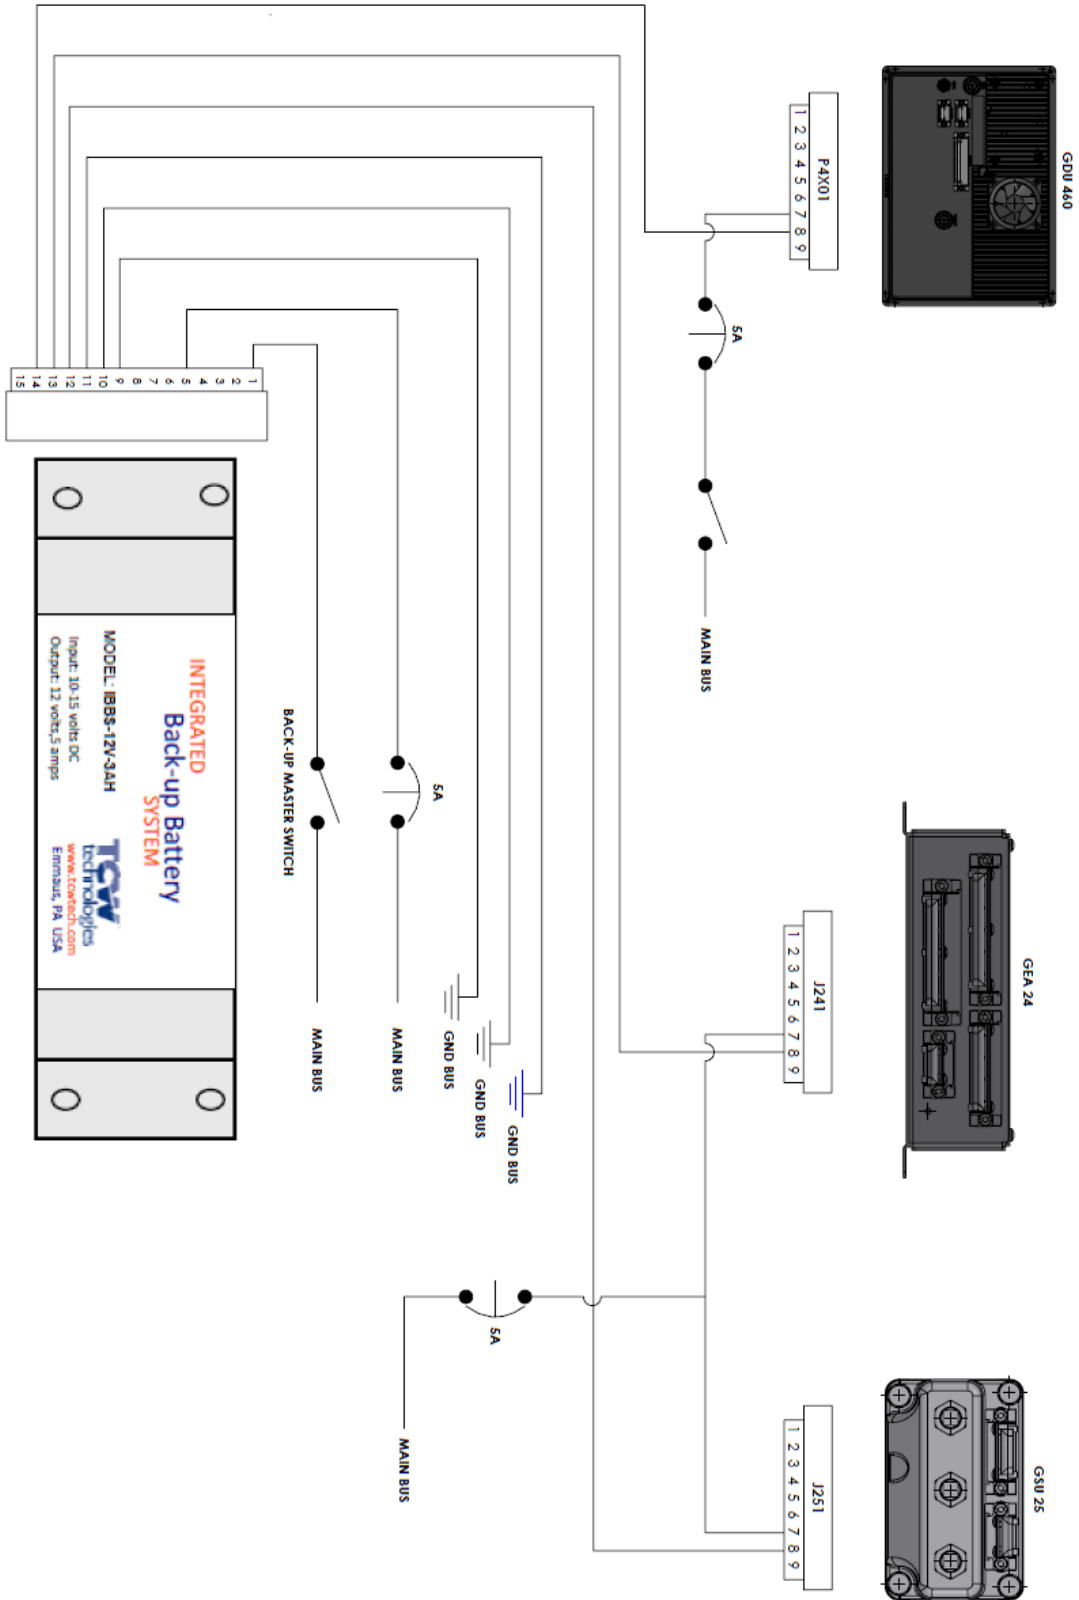 GDU 460
GEA 24
GSU 25
P4X01
1 2 3 4 5 6 7 8 9
J241
1 2 3 4 5 6 7 8 9
J251
1 2 3 4 5 6 7 8 9
5A
MAIN BUS
GND BUS
GND BUS
GND BUS
5A
MAIN BUS
5A
MAIN BUS
MAIN BUS
BACK-UP MASTER SWITCH
1
2
3
4
5
6
7
8
9
10
11
12
13
14
15
INTEGRATED
Back-up Battery
SYSTEM
MODEL: IBBS-12V-3AH
Input: 10-15 volts DC
Output: 12 volts,5 amps
TCW
technologies
www.tcwtech.com
Emmaus, PA USA